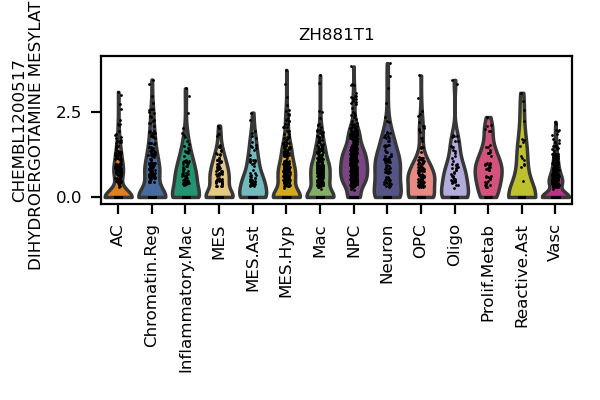 ZH881T1
CHEMBL1200517
DIHYDROERGOTAMINE MESYLAT
2.5
0.0
AC
Chromatin.Reg
Inflammatory.Mac
MES
MES.Ast
MES.Hyp
Mac
NPC
Neuron
OPC
Oligo
Prolif.Metab
Reactive.Ast
Vasc